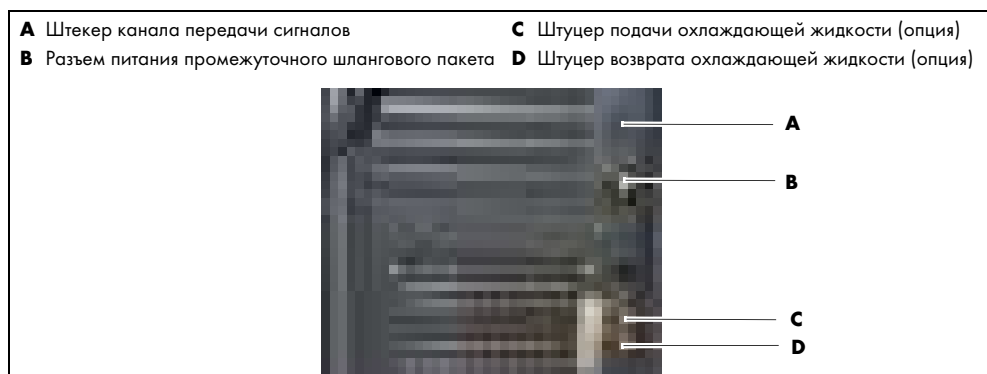 A Штекер канала передачи сигналов
B Разъем питания промежуточного шлангового пакета
C Штуцер подачи охлаждающей жидкости (опция)
D Штуцер возврата охлаждающей жидкости (опция)
A
B
C
D